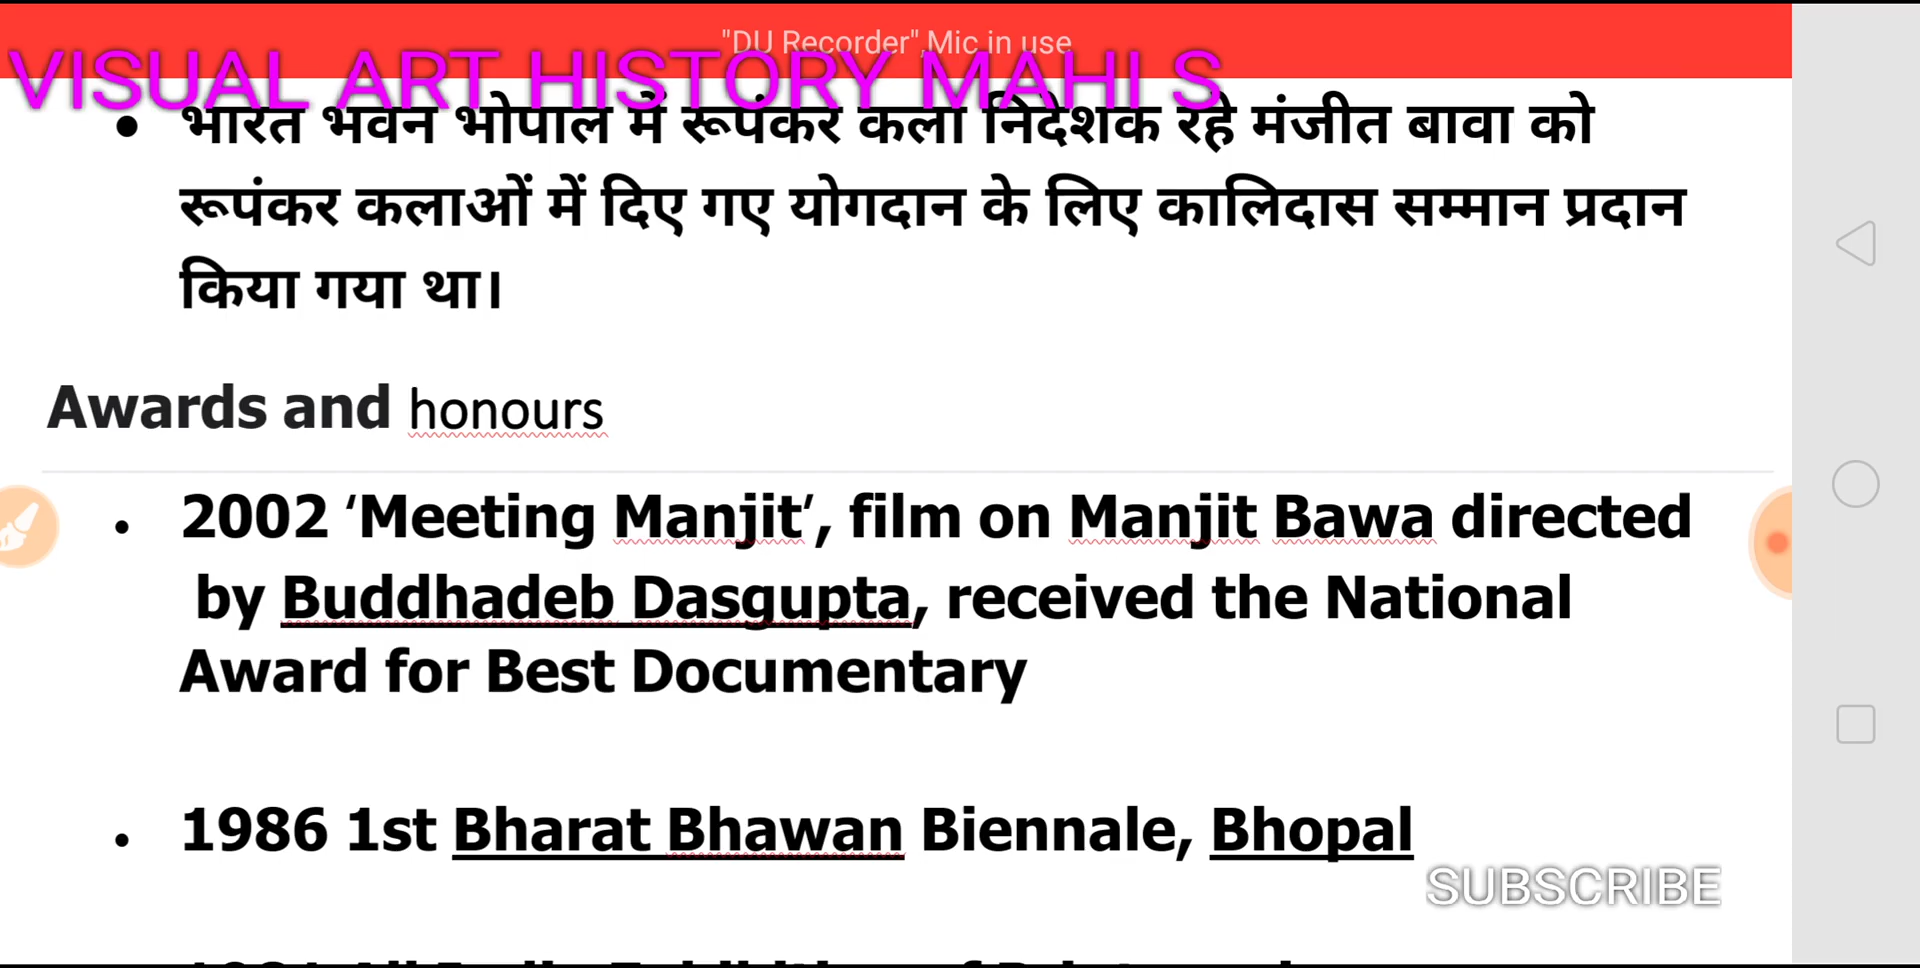 "DU Recorder",Mic in use
VISUAL ART HISTORY MAHI S
• भारत भवन भोपाल में रूपंकर कला निदेशक रहे मंजीत बावा को
रूपंकर कलाओं में दिए गए योगदान के लिए कालिदास सम्मान प्रदान
किया गया था।
Awards and honours
• 2002 ‘Meeting Manjit’, film on Manjit Bawa directed
by Buddhadeb Dasgupta, received the National
Award for Best Documentary
• 1986 1st Bharat Bhawan Biennale, Bhopal
SUBSCRIBE